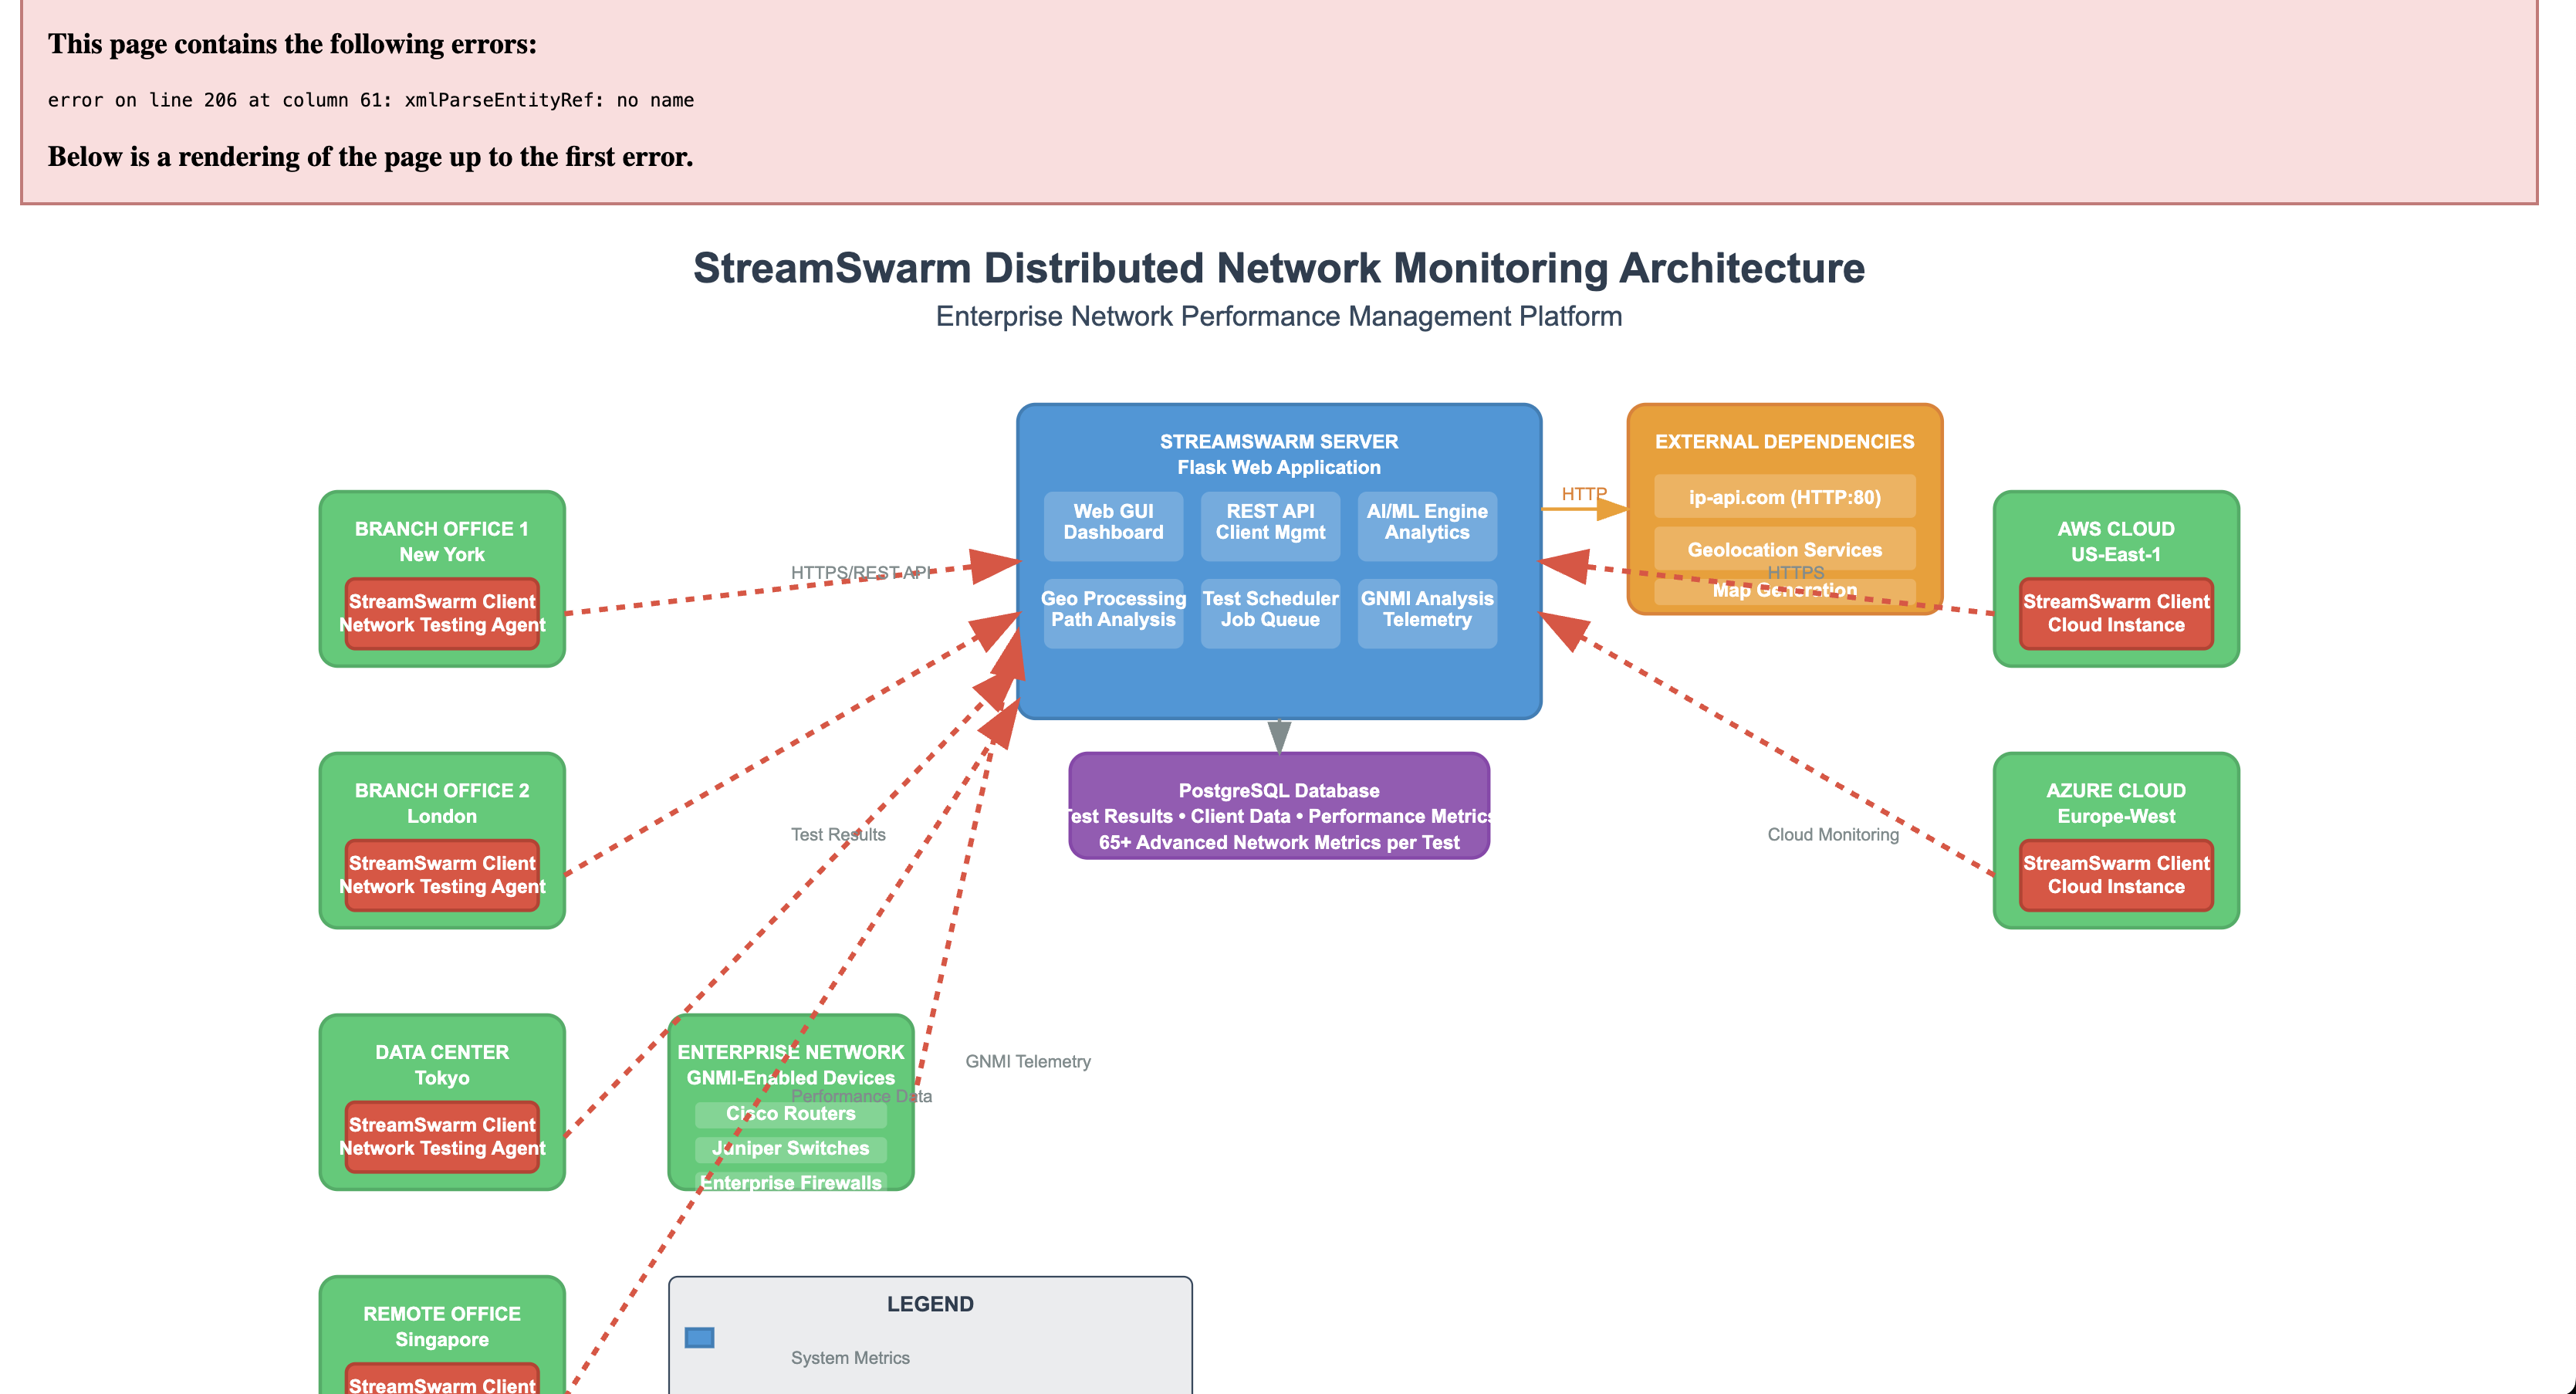 This page contains the following errors:
error on line 206 at column 61: xmlParseEntityRef: no name
Below is a rendering of the page up to the first error.
StreamSwarm Distributed Network Monitoring Architecture
Enterprise Network Performance Management Platform
STREAMSWARM SERVER
Flask Web Application
Web GUI
Dashboard
REST API
Client Mgmt
AI/ML Engine
Analytics
Geo Processing
Path Analysis
Test Scheduler
Job Queue
GNMI Analysis
Telemetry
HTTP
EXTERNAL DEPENDENCIES
ip-api.com (HTTP:80)
Geolocation Services
Map Generation
BRANCH OFFICE 1
New York
StreamSwarm Client
Network Testing Agent
HTTPS/REST API
HTTPS
AWS CLOUD
US-East-1
StreamSwarm Client
Cloud Instance
BRANCH OFFICE 2
London
StreamSwarm Client
Network Testing Agent
Test Results
PostgreSQL Database
Test Results • Client Data • Performance Metrics
65+ Advanced Network Metrics per Test
Cloud Monitoring
AZURE CLOUD
Europe-West
StreamSwarm Client
Cloud Instance
DATA CENTER
Tokyo
StreamSwarm Client
Network Testing Agent
ENTERPRISE NETWORK
GNMI-Enabled Devices
Performance Data
Cisco Routers
Juniper Switches
Enterprise Firewalls
GNMI Telemetry
REMOTE OFFICE
Singapore
StreamSwarm Client
LEGEND
System Metrics